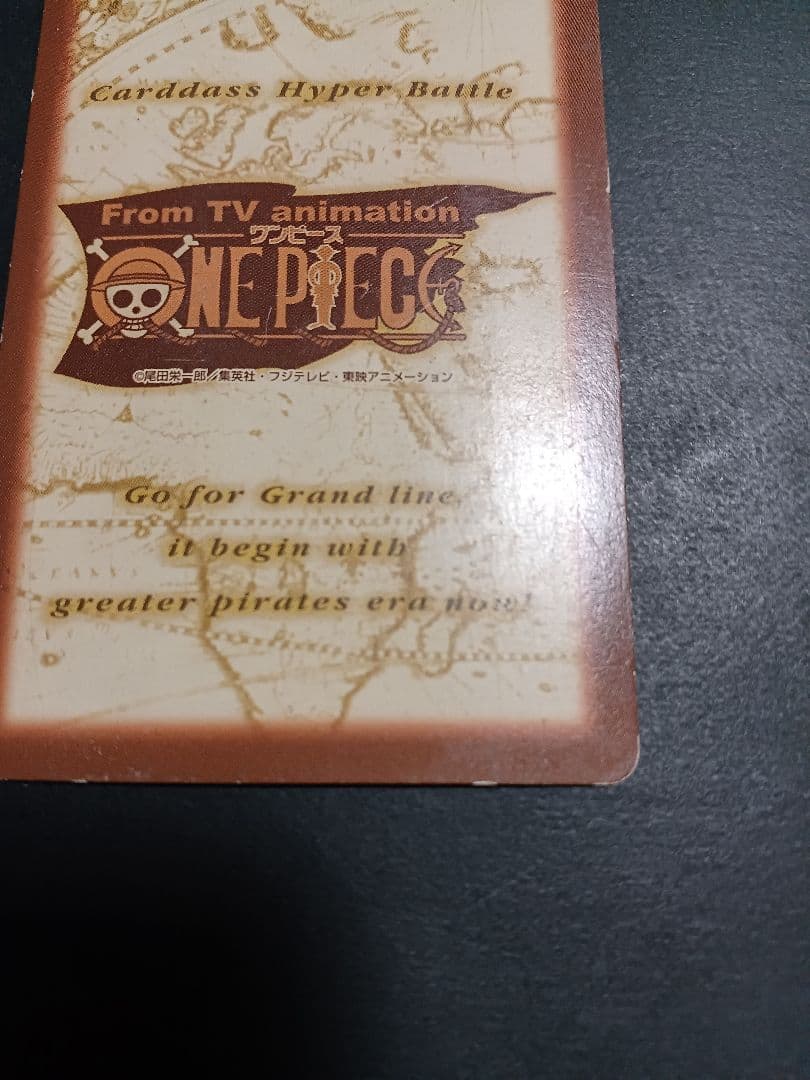 Carddass Hyper Battle
From TV animation
ワンピース
ONE PIECE
©尾田栄一郎／集英社・フジテレビ・東映アニメーション
Go for Grand line,
it begin with
greater pirates era now!